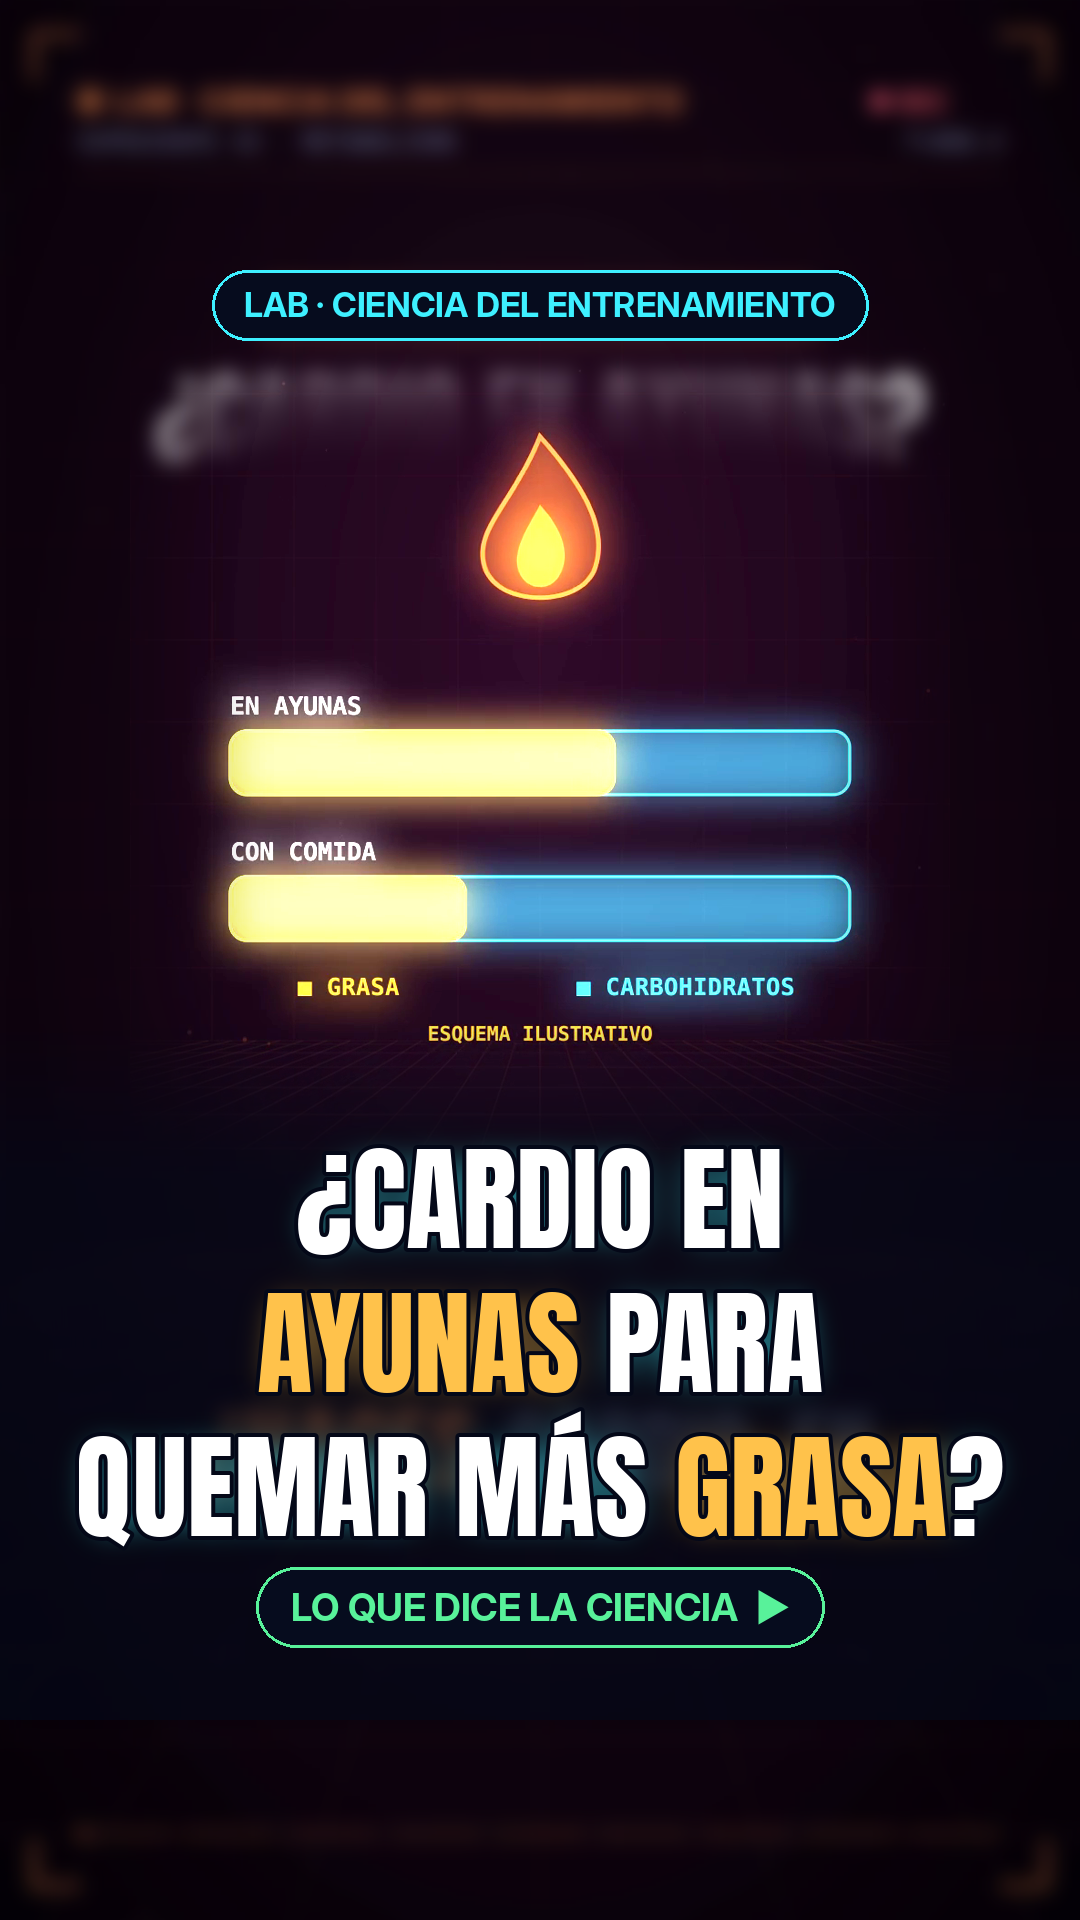 LAB · CIENCIA DEL ENTRENAMIENTO
EN AYUNAS
CON COMIDA
■ GRASA ■ CARBOHIDRATOS
ESQUEMA ILUSTRATIVO
¿CARDIO EN
AYUNAS PARA
QUEMAR MÁS GRASA?
LO QUE DICE LA CIENCIA ▶